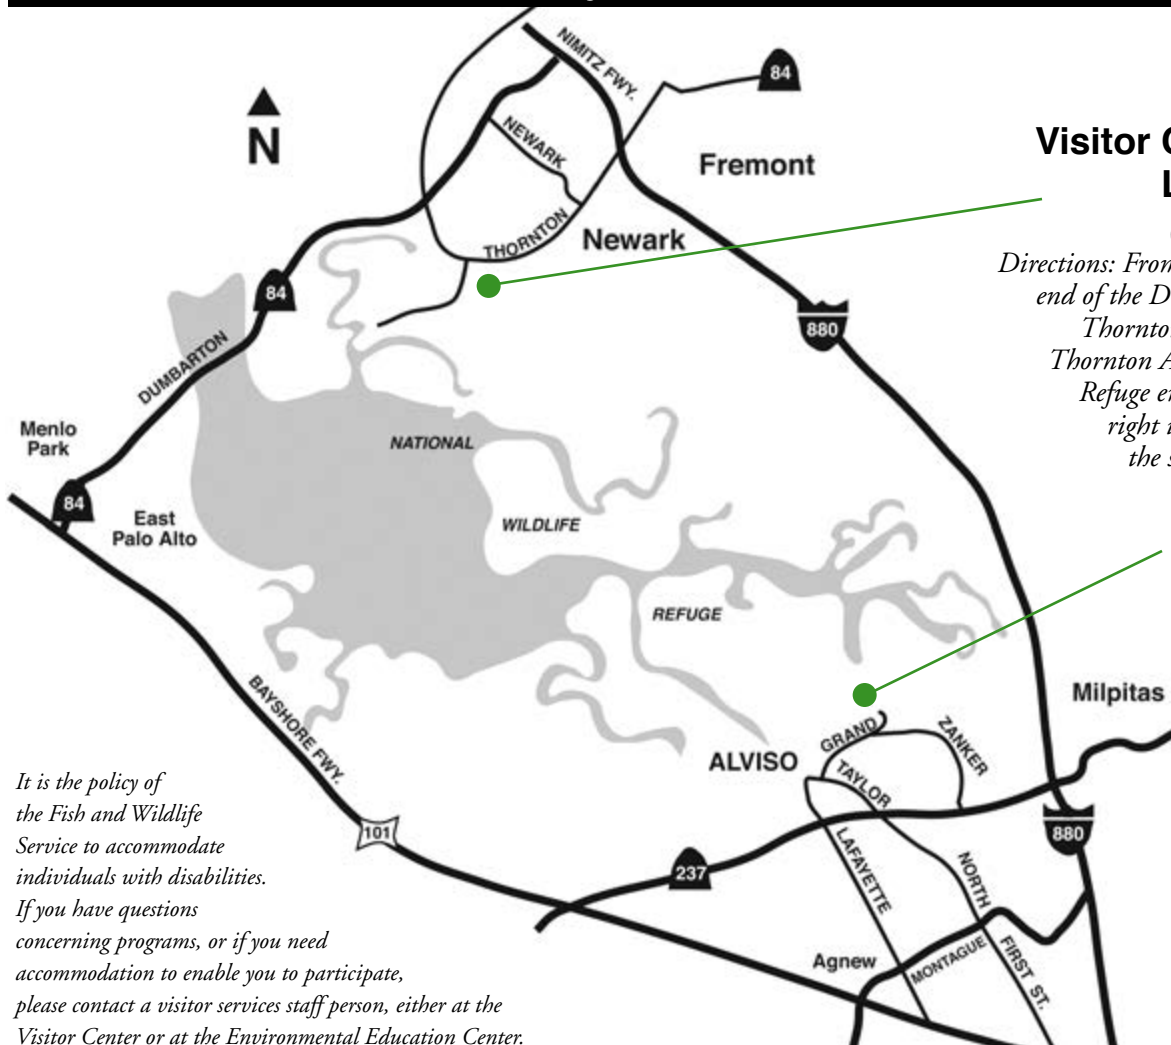 NIMITZ FWY.
84
N
NEWARK
Fremont
Visitor
THORNTON
Newark
Directions: From
end of the
84
880
Thornton
DUMBARTON
Thornton
Refuge
Menlo
Park
NATIONAL
right
the
84
East
Palo Alto
WILDLIFE
REFUGE
BAYSHORE FWY.
Milpitas
GRAND
ZANKER
ALVISO
TAYLOR
It is the policy of
the Fish and Wildlife
Service to accommodate
individuals with disabilities.
If you have questions
concerning programs, or if you need
accommodation to enable you to participate,
please contact a visitor services staff person, either at the
Visitor Center or at the Environmental Education Center.
101
880
237
LAFAYETTE
NORTH FIRST ST.
Agnew
MONTAGUE